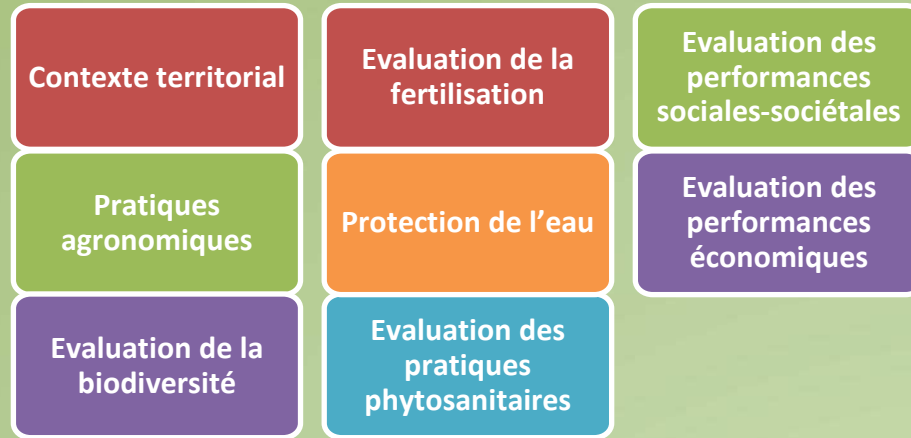 Contexte territorial
Evaluation de la
fertilisation
Evaluation des
performances
sociales-sociétales
Pratiques
agronomiques
Protection de l’eau
Evaluation des
performances
économiques
Evaluation de la
biodiversité
Evaluation des
pratiques
phytosanitaires